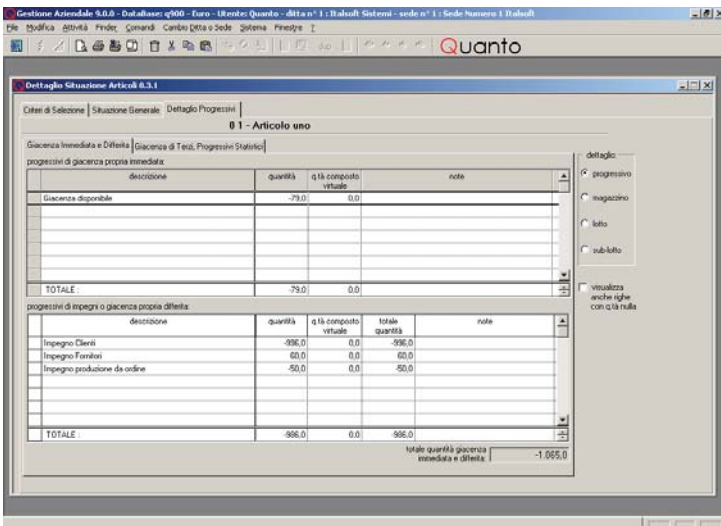 Gestione Aziendale 9.0.0 - DataBase: q900 - Euro - Utente: Quanto - ditta n° 1 : Italsoft Sistemi - sede n° 1 : Sede Numero 1 Italsoft
File Modifica Attività Finder Comandi Cambio Ditta o Sede Sistema Finestre ?
Quanto
Dettaglio Situazione Articoli 0.3.1
Criteri di Selezione Situazione Generale Dettaglio Progressivi
0 1 - Articolo uno
Giacenza Immediata e Differita Giacenza di Terzi, Progressivi Statistici
progressivi di giacenza propria immediata:
descrizione quantità q.tà composto virtuale note
Giacenza disponibile -79,0 0,0
TOTALE : -79,0 0,0
progressivi di impegni o giacenza propria differita:
descrizione quantità q.tà composto virtuale totale quantità note
Impegno Clienti -996,0 0,0 -996,0
Impegno Fornitori 60,0 0,0 60,0
Impegno produzione da ordine -50,0 0,0 -50,0
TOTALE : -986,0 0,0 -986,0
totale quantità giacenza immediata e differita: -1.065,0
dettaglio:
progressivo
magazzino
lotto
sub-lotto
visualizza
anche righe
con q.tà nulla